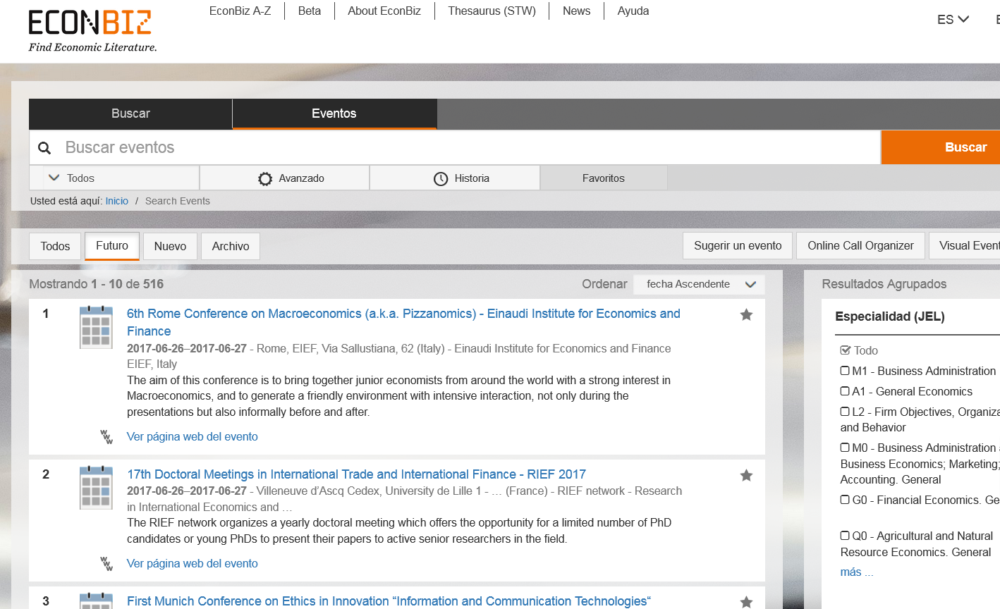 ECONBIZ
Find Economic Literature.
EconBiz A-Z
Beta
About EconBiz
Thesaurus (STW)
News
Ayuda
ES
Buscar
Eventos
Buscar eventos
Buscar
Todos
Avanzado
Historia
Favoritos
Usted está aquí: Inicio / Search Events
Todos
Futuro
Nuevo
Archivo
Sugerir un evento
Online Call Organizer
Visual Event
Mostrando 1 - 10 de 516
Ordenar
fecha Ascendente
1
6th Rome Conference on Macroeconomics (a.k.a. Pizzanomics) - Einaudi Institute for Economics and
Finance
2017-06-26–2017-06-27 - Rome, EIEF, Via Sallustiana, 62 (Italy) - Einaudi Institute for Economics and Finance
EIEF, Italy
The aim of this conference is to bring together junior economists from around the world with a strong interest in
Macroeconomics, and to generate a friendly environment with intensive interaction, not only during the
presentations but also informally before and after.
WWW
Ver página web del evento
2
17th Doctoral Meetings in International Trade and International Finance - RIEF 2017
2017-06-26–2017-06-27 - Villeneuve d’Ascq Cedex, University de Lille 1 - … (France) - RIEF network - Research
in International Economics and …
The RIEF network organizes a yearly doctoral meeting which offers the opportunity for a limited number of PhD
candidates or young PhDs to present their papers to active senior researchers in the field.
WWW
Ver página web del evento
3
First Munich Conference on Ethics in Innovation “Information and Communication Technologies“
Resultados Agrupados
Especialidad (JEL)
Todo
M1 - Business Administration
A1 - General Economics
L2 - Firm Objectives, Organiza
and Behavior
M0 - Business Administration
Business Economics; Marketing;
Accounting. General
G0 - Financial Economics. Ge
Q0 - Agricultural and Natural
Resource Economics. General
más ...